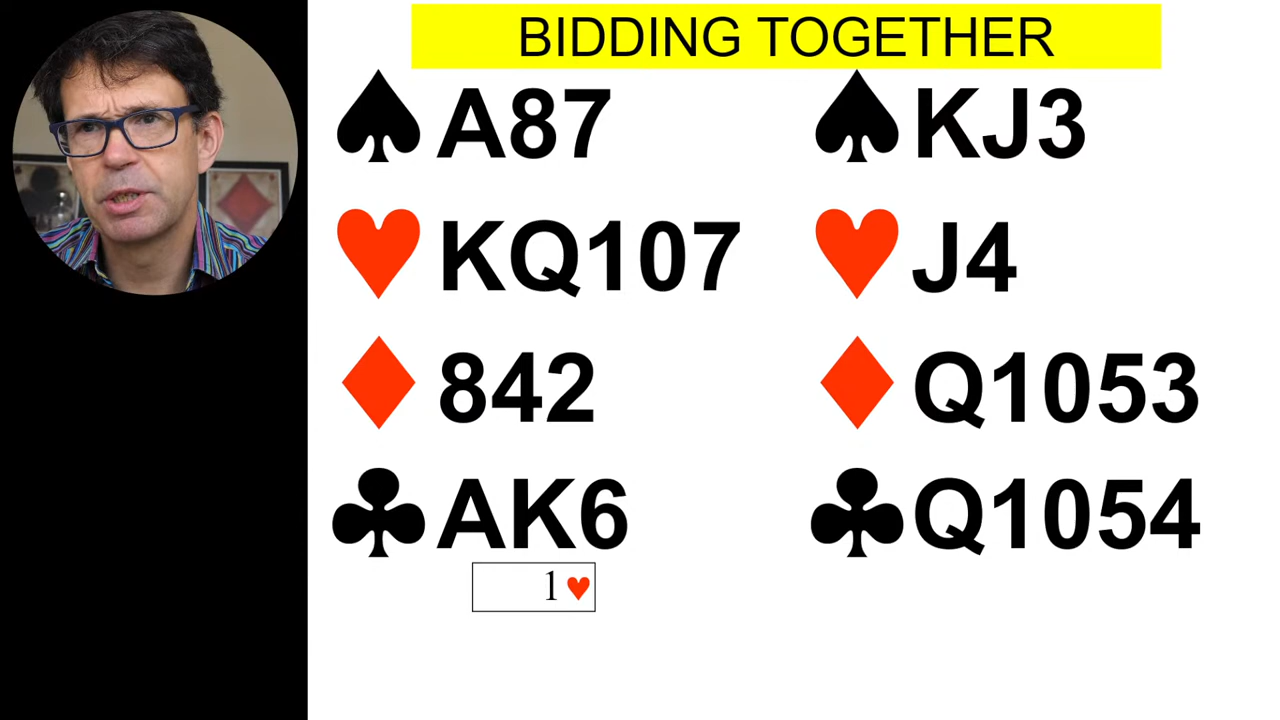 BIDDING TOGETHER
♠A87 ♠KJ3
♥KQ107 ♥J4
♦842 ♦Q1053
♣AK6 ♣Q1054
1♥